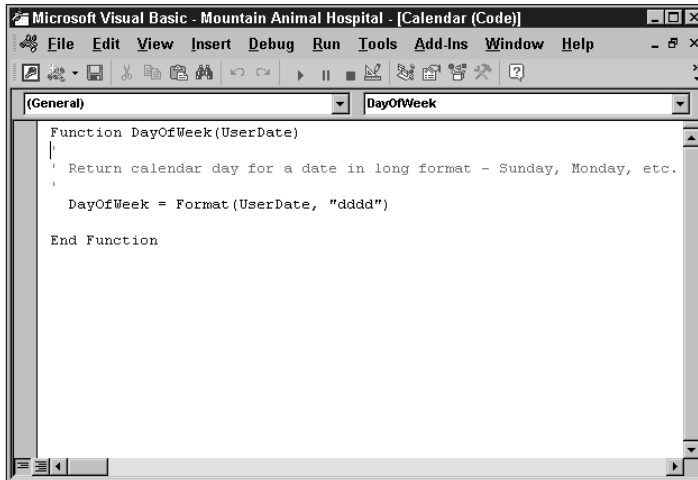 Microsoft Visual Basic - Mountain Animal Hospital - [Calendar (Code)]
File Edit View Insert Debug Run Tools Add-Ins Window Help
(General) DayOfWeek
Function DayOfWeek(UserDate)
'
' Return calendar day for a date in long format - Sunday, Monday, etc.
'
DayOfWeek = Format(UserDate, "dddd")
End Function